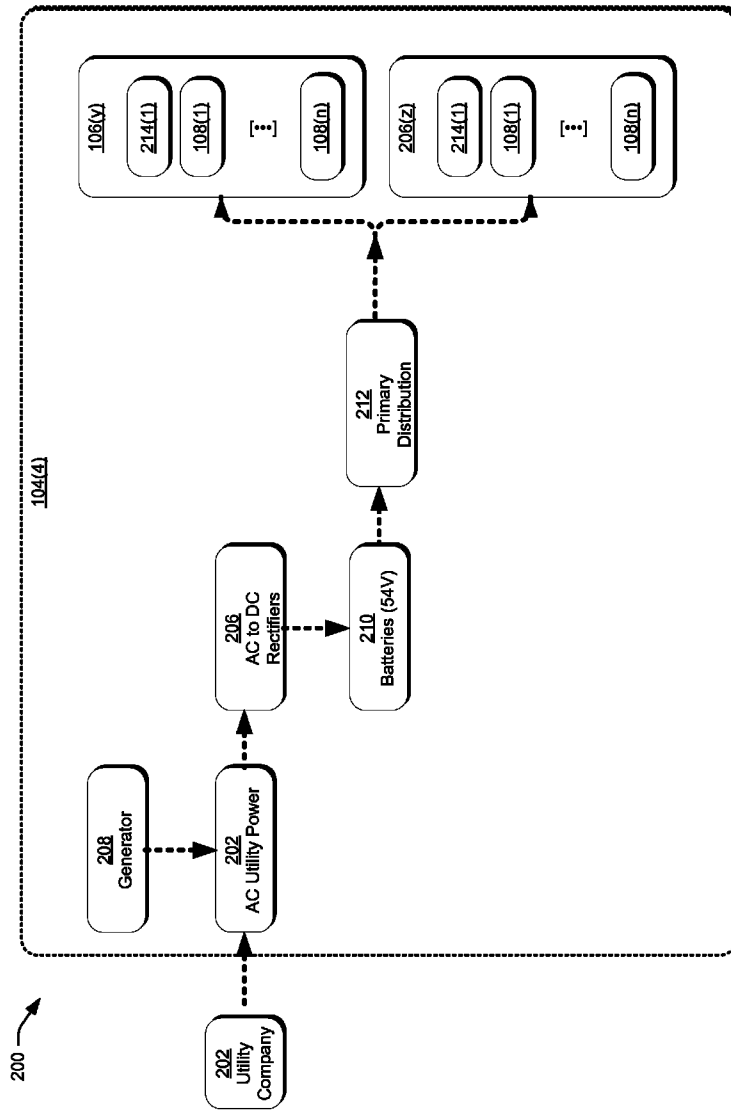 200
104(4)
202
Utility
Company
208
Generator
202
AC Utility Power
206
AC to DC
Rectifiers
210
Batteries (54V)
212
Primary
Distribution
106(y)
214(1)
108(1)
[•••]
108(n)
206(z)
214(1)
108(1)
[•••]
108(n)